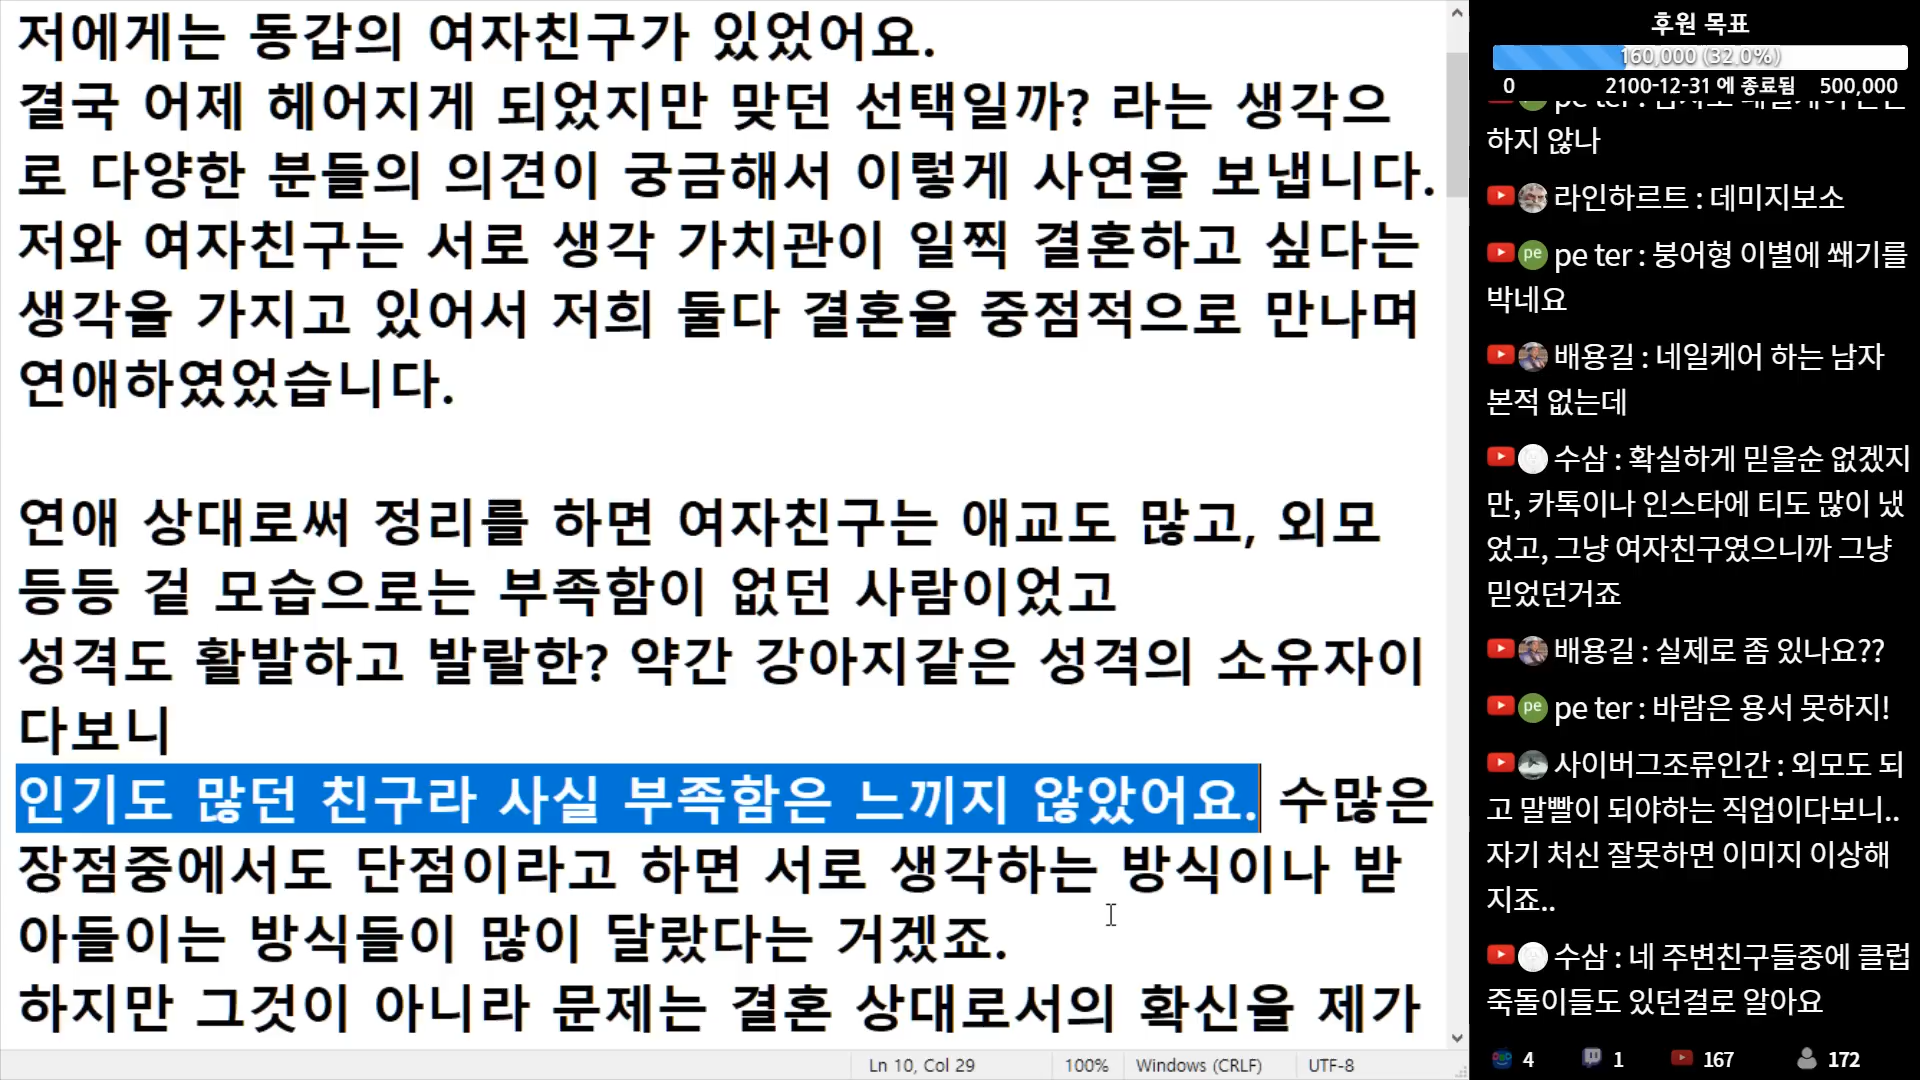 저에게는 동갑의 여자친구가 있었어요.
결국 어제 헤어지게 되었지만 맞던 선택일까? 라는 생각으
로 다양한 분들의 의견이 궁금해서 이렇게 사연을 보냅니다.
저와 여자친구는 서로 생각 가치관이 일찍 결혼하고 싶다는
생각을 가지고 있어서 저희 둘다 결혼을 중점적으로 만나며
연애하였었습니다.
연애 상대로써 정리를 하면 여자친구는 애교도 많고, 외모
등등 겉 모습으로는 부족함이 없던 사람이었고
성격도 활발하고 발랄한? 약간 강아지같은 성격의 소유자이
다보니
인기도 많던 친구라 사실 부족함은 느끼지 않았어요. 수많은
장점중에서도 단점이라고 하면 서로 생각하는 방식이나 받
아들이는 방식들이 많이 달랐다는 거겠죠.
하지만 그것이 아니라 문제는 결혼 상대로서의 확신을 제가
Ln 10, Col 29
100%
Windows (CRLF)
UTF-8
후원 목표
160,000 (32.0%)
0 2100-12-31 에 종료됨 500,000
하지 않나
라인하르트 : 데미지보소
pe pe ter : 붕어형 이별에 쐐기를
박네요
배용길 : 네일케어 하는 남자
본적 없는데
수삼 : 확실하게 믿을순 없겠지
만, 카톡이나 인스타에 티도 많이 냈
었고, 그냥 여자친구였으니까 그냥
믿었던거죠
배용길 : 실제로 좀 있나요??
pe pe ter : 바람은 용서 못하지!
사이버그조류인간 : 외모도 되
고 말빨이 되야하는 직업이다보니..
자기 처신 잘못하면 이미지 이상해
지죠..
수삼 : 네 주변친구들중에 클럽
죽돌이들도 있던걸로 알아요
4 1 167 172